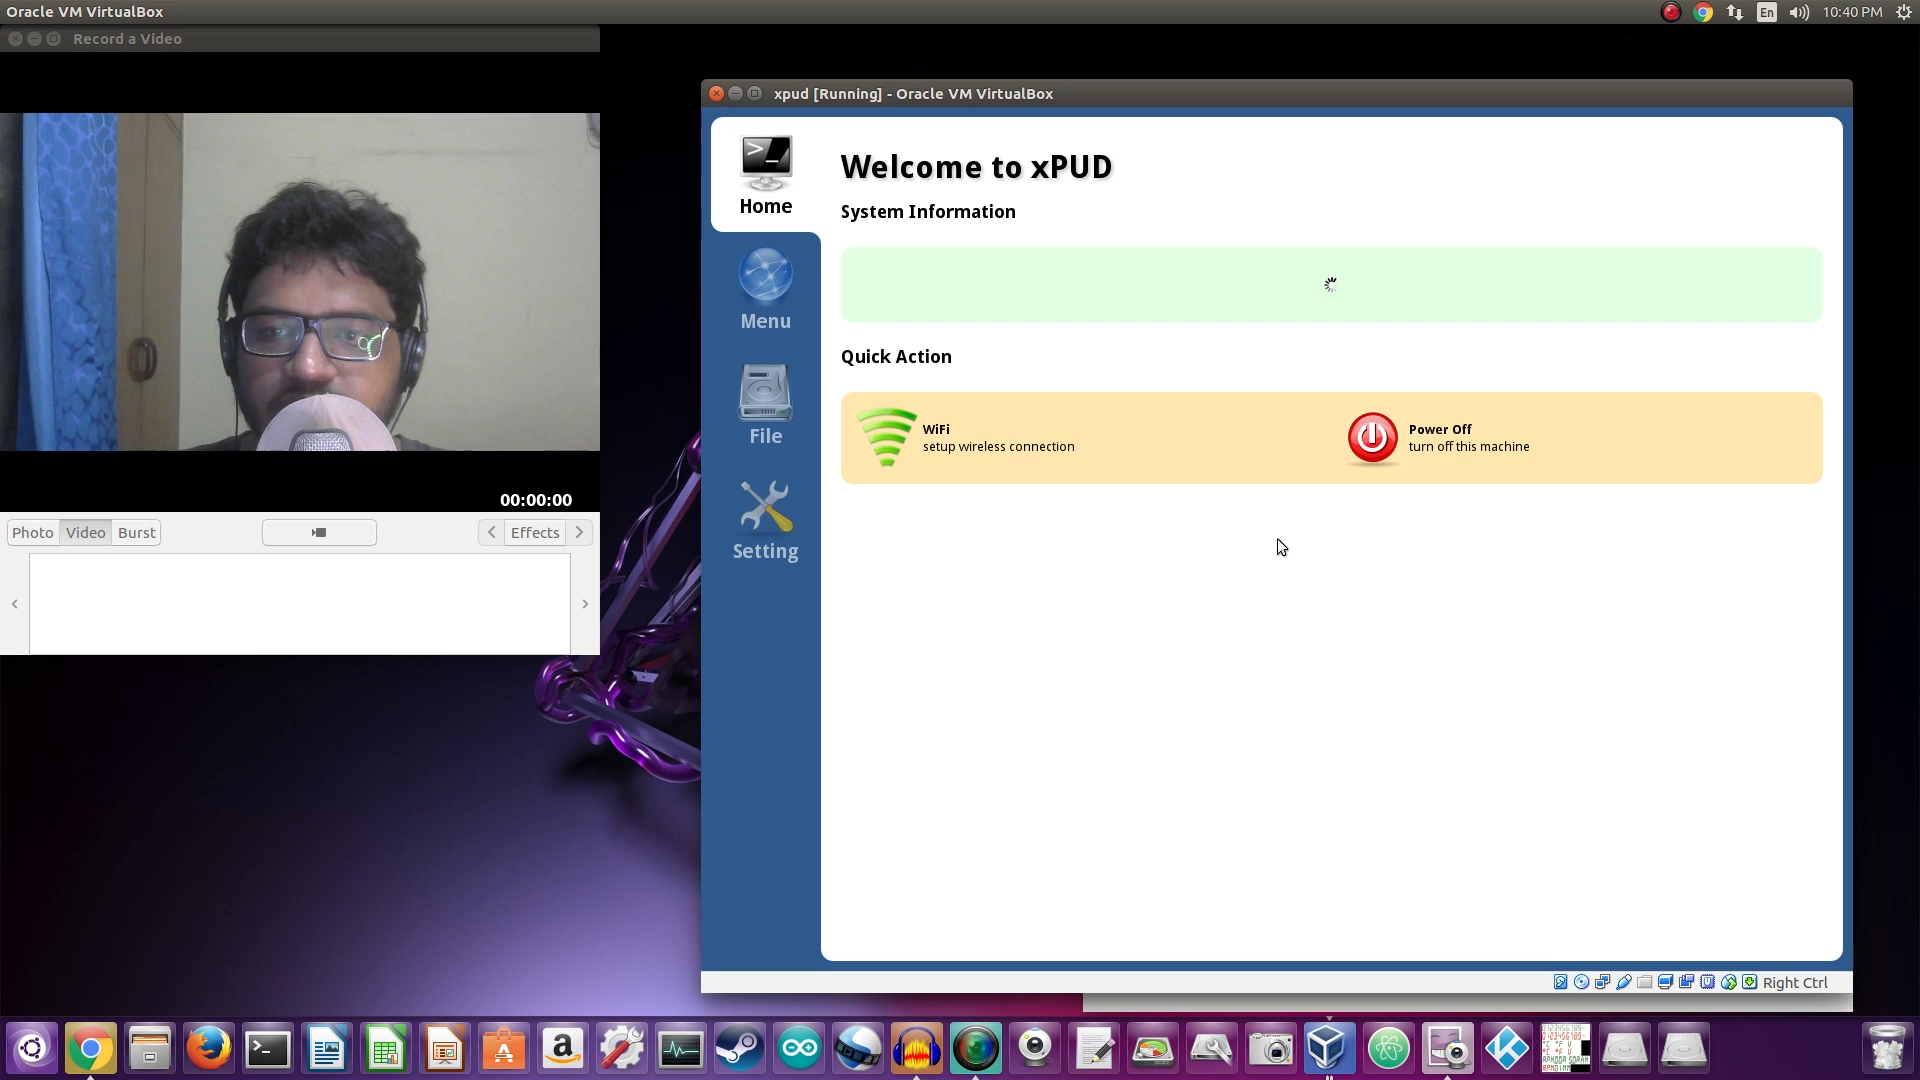 Oracle VM VirtualBox
En
10:40 PM
Record a Video
00:00:00
Photo
Video
Burst
Effects
xpud [Running] - Oracle VM VirtualBox
Home
Menu
File
Setting
Welcome to xPUD
System Information
Quick Action
WiFi
setup wireless connection
Power Off
turn off this machine
Right Ctrl